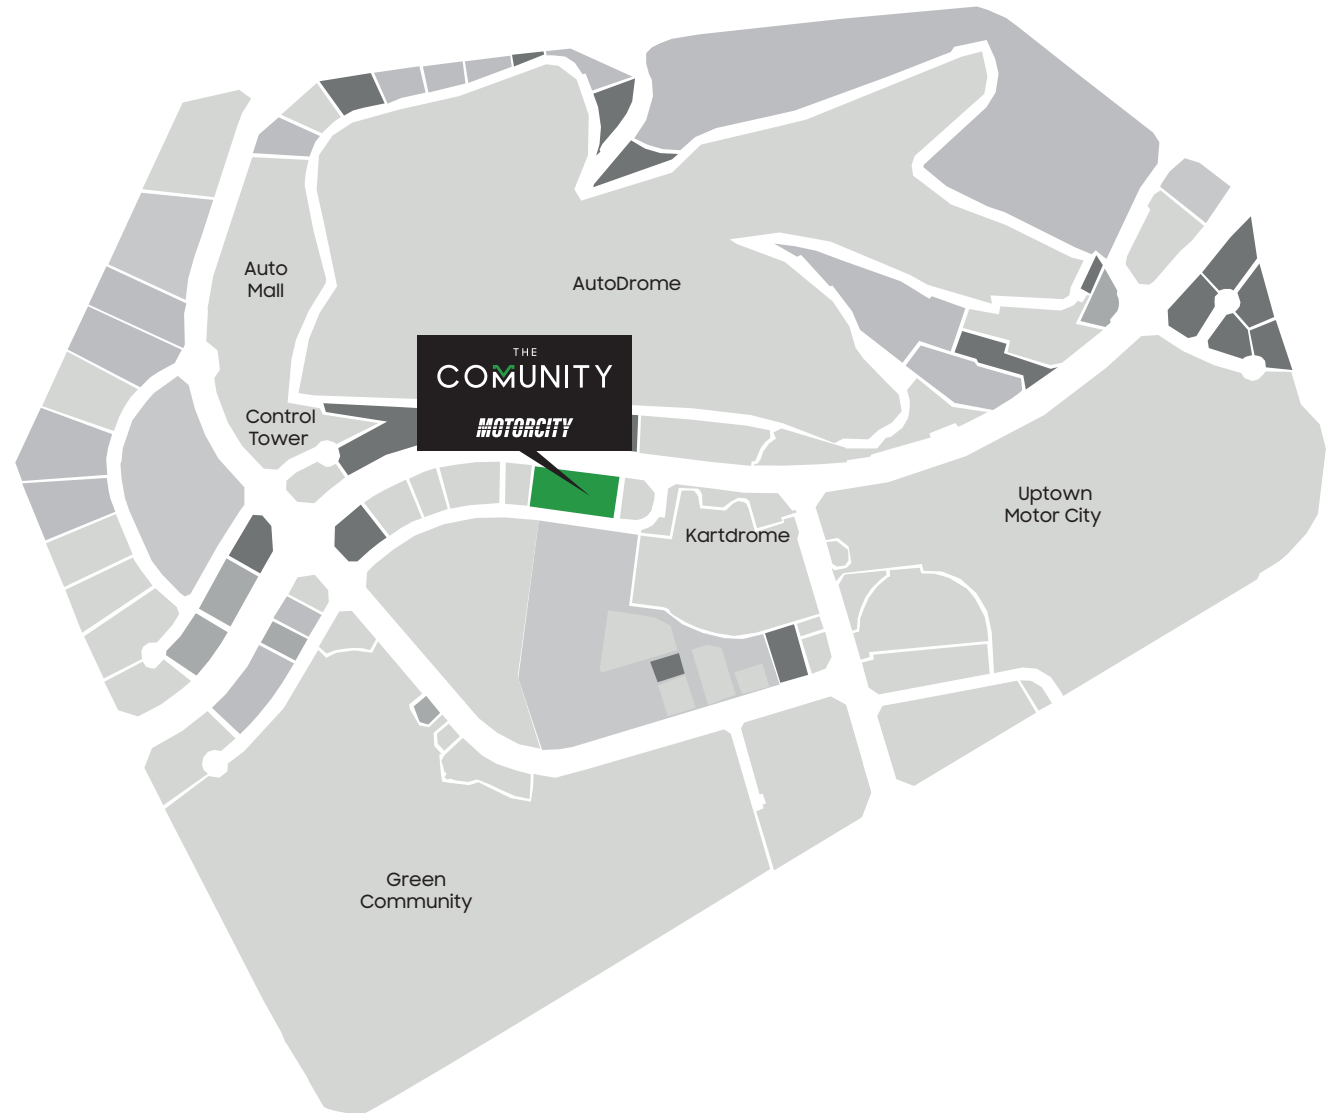 Auto
Mall
AutoDrome
THE
COMUNITY
MOTORCITY
Control
Tower
Uptown
Motor City
Kartdrome
Green
Community